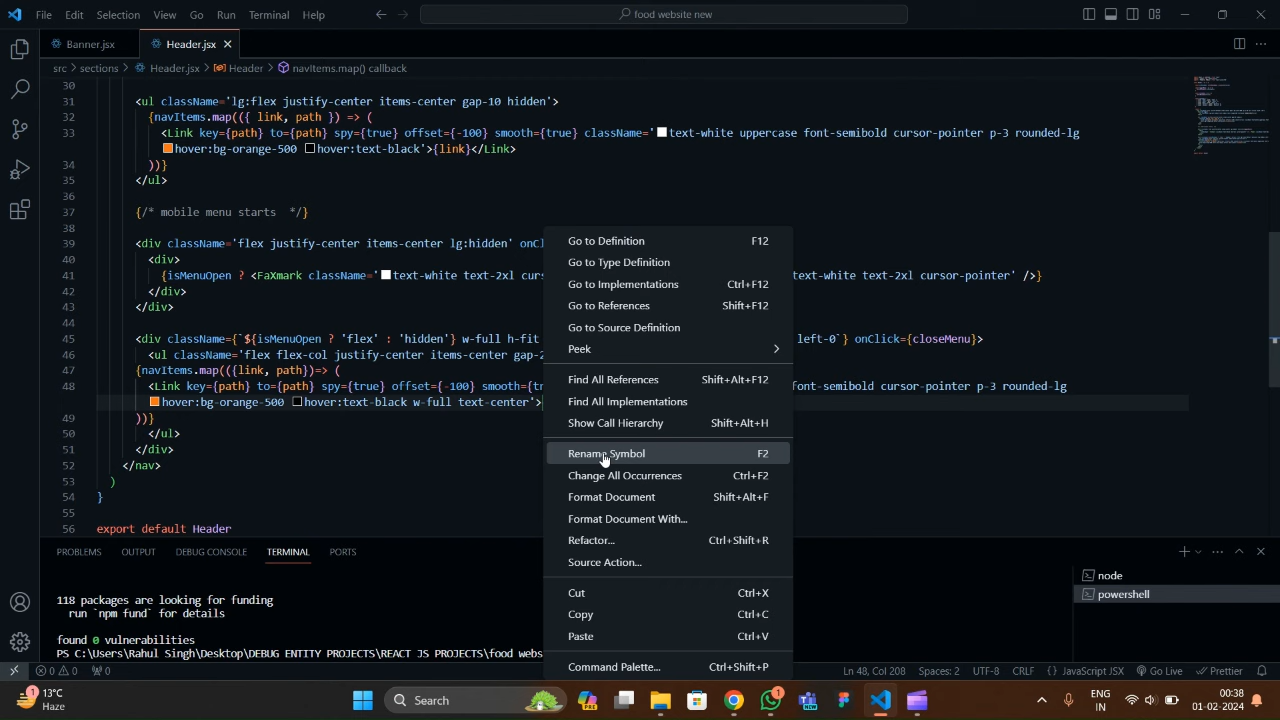 File Edit Selection View Go Run Terminal Help
food website new
Banner.jsx Header.jsx
src > sections > Header.jsx > Header > navItems.map() callback
30
31 <ul className='lg:flex justify-center items-center gap-10 hidden'>
32 {navItems.map(({ link, path }) => (
33 <Link key={path} to={path} spy={true} offset={-100} smooth={true} className='text-white uppercase font-semibold cursor-pointer p-3 rounded-lg
hover:bg-orange-500 hover:text-black'>{link}</Link>
34 ))}
35 </ul>
36
37 {/* mobile menu starts  */}
38
39 <div className='flex justify-center items-center lg:hidden' onCl
40 <div>
41 {isMenuOpen ? <FaXmark className='text-white text-2xl cur text-white text-2xl cursor-pointer' />}
42 </div>
43 </div>
44
45 <div className={`${isMenuOpen ? 'flex' : 'hidden'} w-full h-fit left-0`} onClick={closeMenu}>
46 <ul className='flex flex-col justify-center items-center gap-2
47 {navItems.map(({link, path})=> (
48 <Link key={path} to={path} spy={true} offset={-100} smooth={t font-semibold cursor-pointer p-3 rounded-lg
hover:bg-orange-500 hover:text-black w-full text-center'>
49 ))}
50 </ul>
51 </div>
52 </nav>
53 )
54 }
55
56 export default Header
Go to Definition F12
Go to Type Definition
Go to Implementations Ctrl+F12
Go to References Shift+F12
Go to Source Definition
Peek
Find All References Shift+Alt+F12
Find All Implementations
Show Call Hierarchy Shift+Alt+H
Rename Symbol F2
Change All Occurrences Ctrl+F2
Format Document Shift+Alt+F
Format Document With...
Refactor... Ctrl+Shift+R
Source Action...
Cut Ctrl+X
Copy Ctrl+C
Paste Ctrl+V
Command Palette... Ctrl+Shift+P
PROBLEMS OUTPUT DEBUG CONSOLE TERMINAL PORTS
118 packages are looking for funding
run `npm fund` for details
found 0 vulnerabilities
PS C:\Users\Rahul Singh\Desktop\DEBUG ENTITY PROJECTS\REACT JS PROJECTS\food webs
node
powershell
0 0 0 Ln 48, Col 208 Spaces: 2 UTF-8 CRLF {} JavaScript JSX Go Live Prettier
1 13°C
Haze
Search
PRE
1
ENG
IN
00:38
01-02-2024